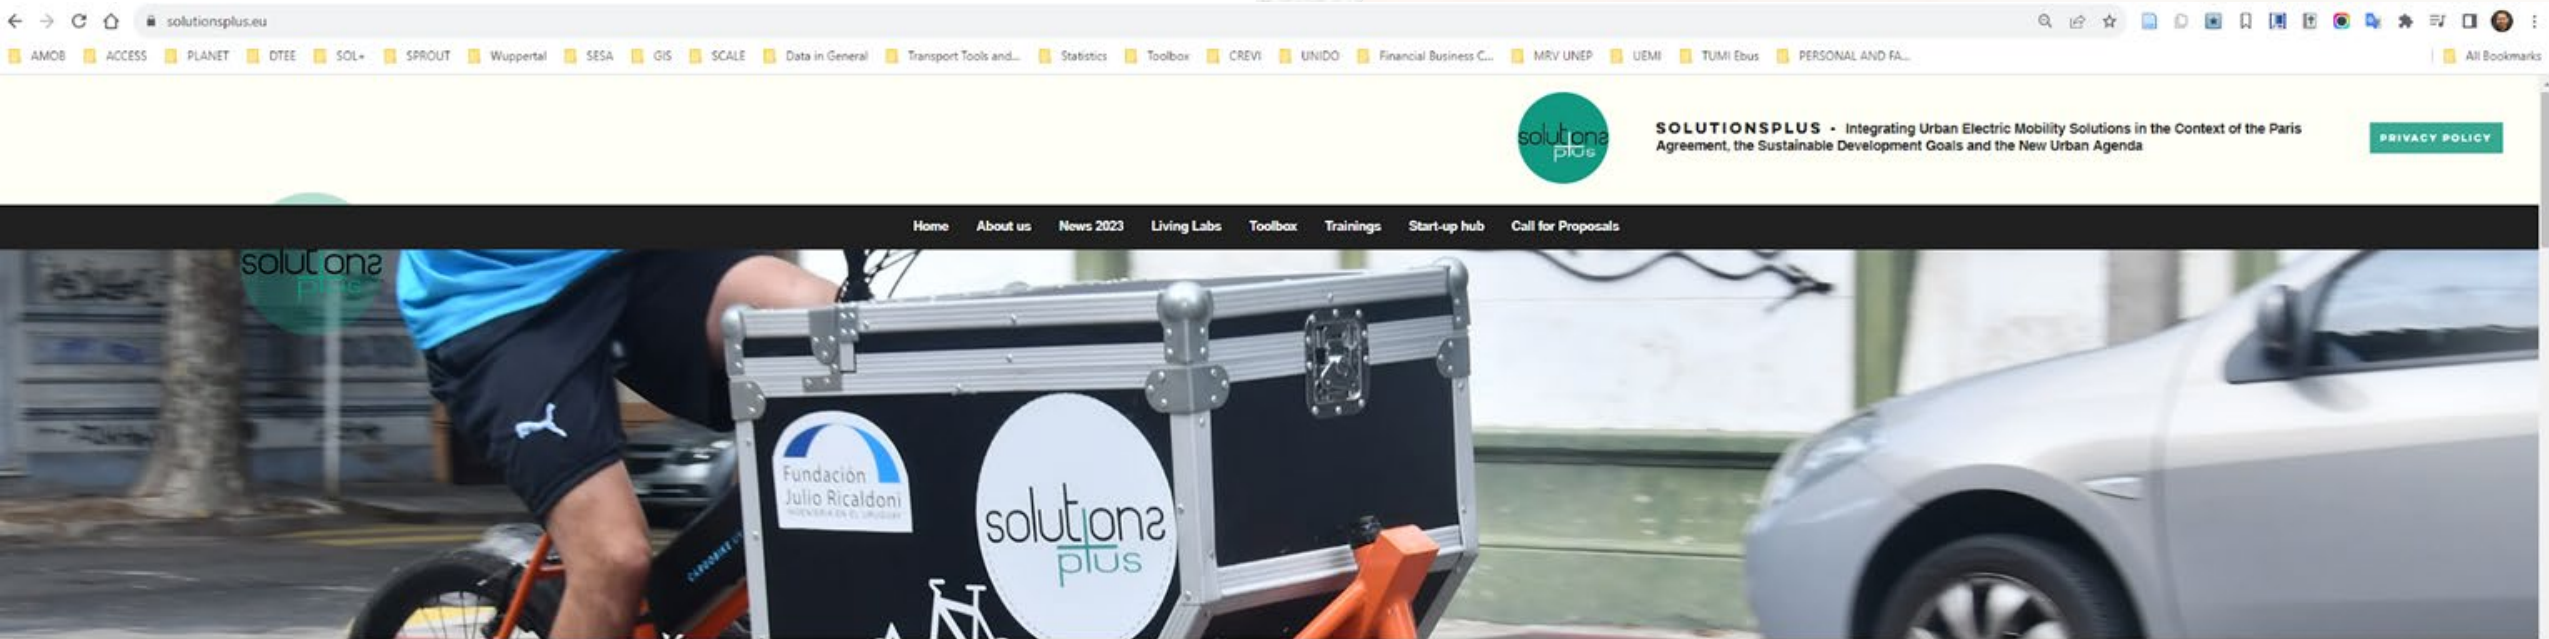 solutionsplus.eu
AMOB ACCESS PLANET DTEE SOL+ SPROUT Wuppertal SESA GIS SCALE Data in General Transport Tools and... Statistics Toolbox CREVI UNIDO Financial Business C... MRV UNEP UEMI TUMI Ebus PERSONAL AND FA... All Bookmarks
solutions
plus
SOLUTIONSPLUS - Integrating Urban Electric Mobility Solutions in the Context of the Paris
Agreement, the Sustainable Development Goals and the New Urban Agenda
PRIVACY POLICY
Home About us News 2023 Living Labs Toolbox Trainings Start-up hub Call for Proposals
solutions
plus
Fundación
Julio Ricaldoni
solutions
plus